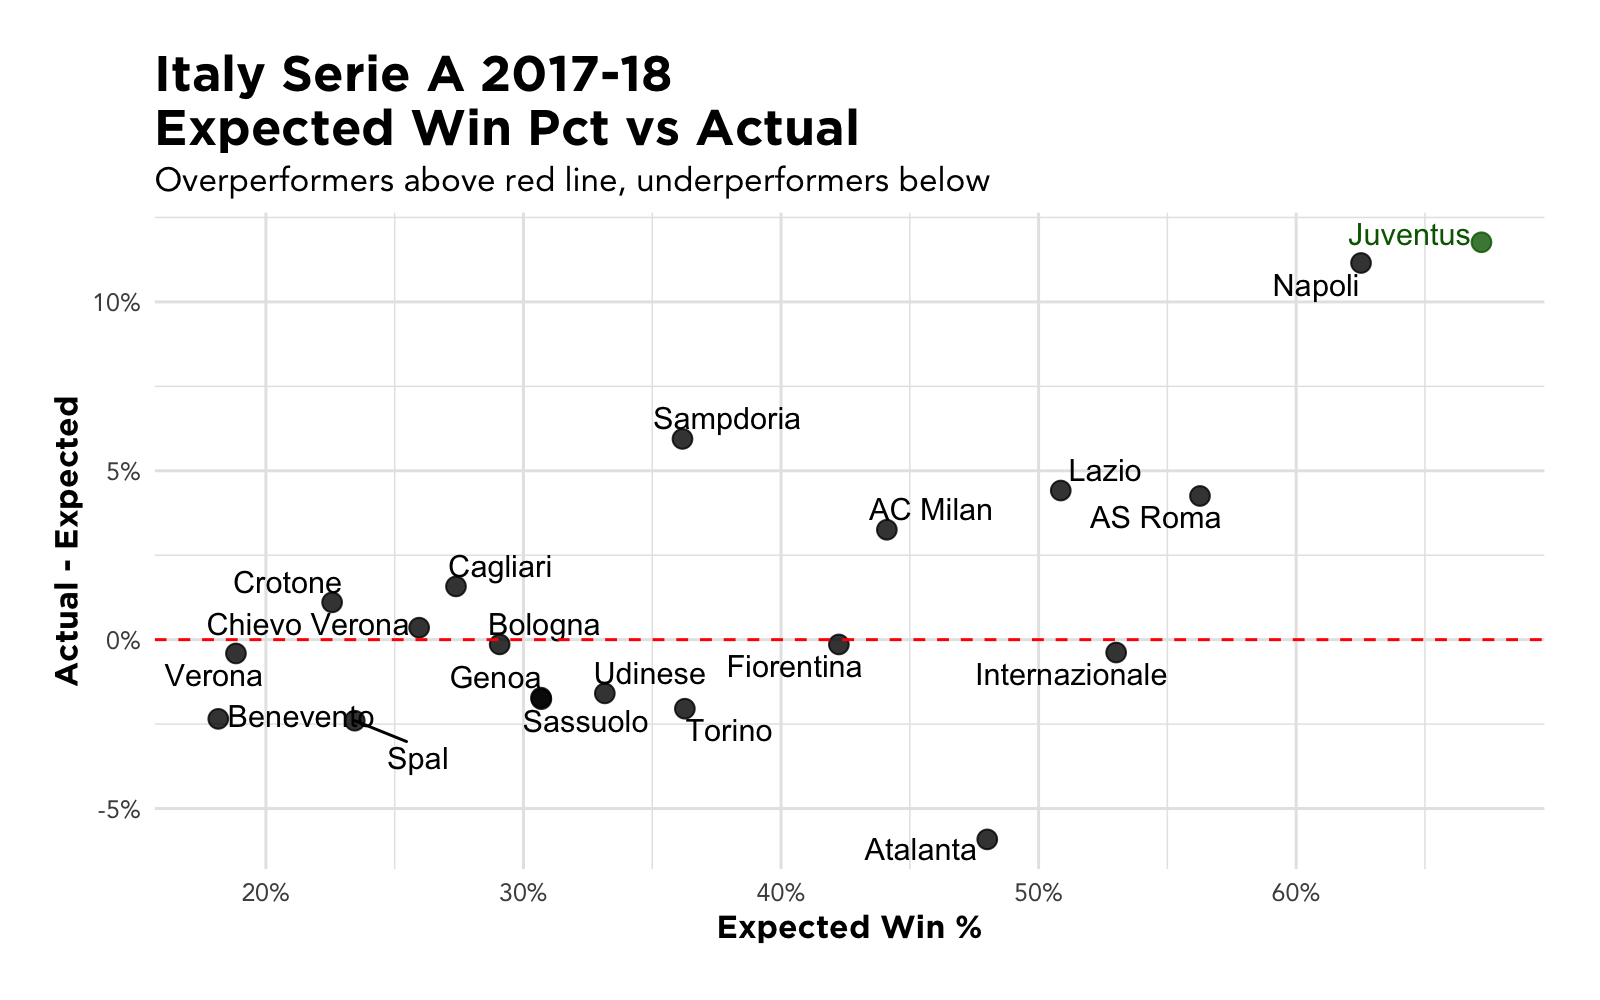 Italy Serie A 2017-18
Expected Win Pct vs Actual
Overperformers above red line, underperformers below
Actual - Expected
10%
5%
0%
-5%
Juventus
Napoli
Sampdoria
Lazio
AC Milan
AS Roma
Cagliari
Crotone
Chievo Verona
Bologna
Verona
Genoa
Udinese
Fiorentina
Internazionale
Benevento
Sassuolo
Torino
Spal
Atalanta
20%
30%
40%
50%
60%
Expected Win %